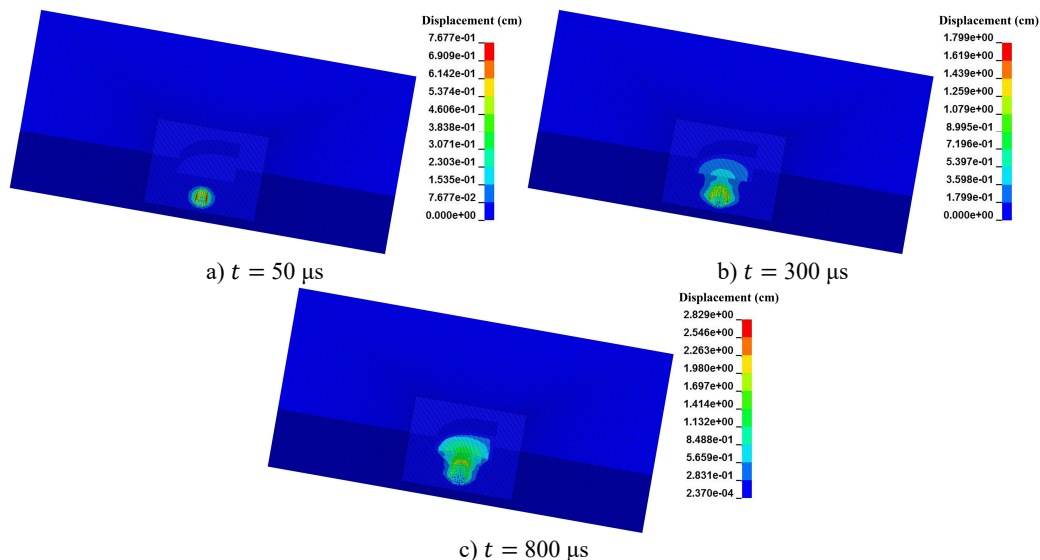 Displacement (cm)
7.677e-01
6.909e-01
6.142e-01
5.374e-01
4.606e-01
3.838e-01
3.071e-01
2.303e-01
1.535e-01
7.677e-02
0.000e+00
a) t = 50 μs
Displacement (cm)
1.799e+00
1.619e+00
1.439e+00
1.259e+00
1.079e+00
8.995e-01
7.196e-01
5.397e-01
3.598e-01
1.799e-01
0.000e+00
b) t = 300 μs
Displacement (cm)
2.829e+00
2.546e+00
2.263e+00
1.980e+00
1.697e+00
1.414e+00
1.132e+00
8.488e-01
5.659e-01
2.831e-01
2.370e-04
c) t = 800 μs